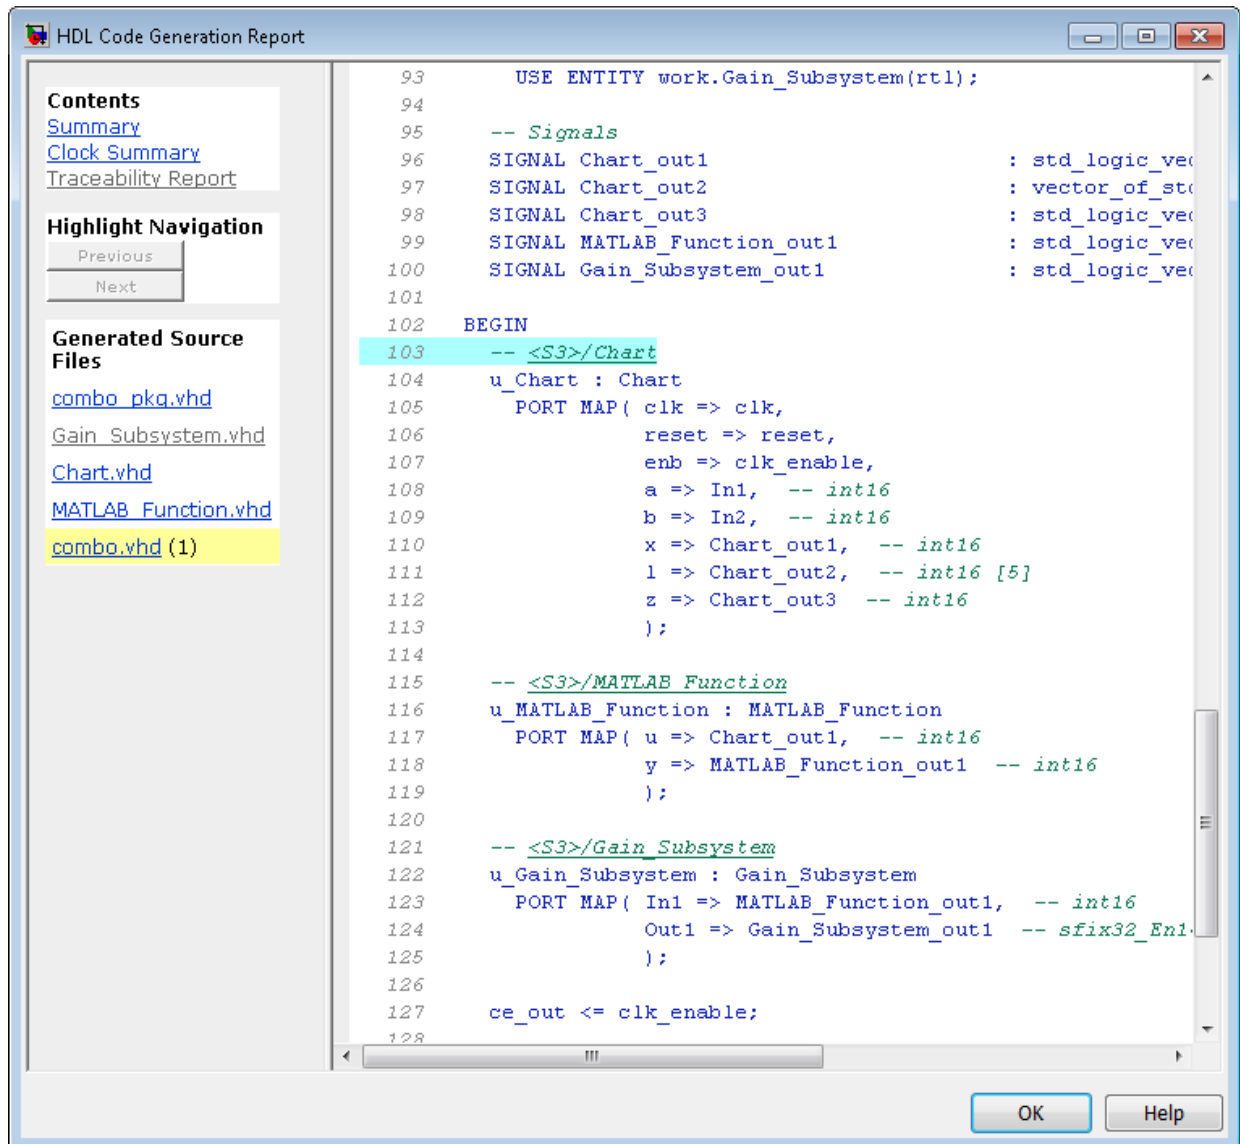 HDL Code Generation Report
Contents
Summary
Clock Summary
Traceability Report
Highlight Navigation
Previous
Next
Generated Source
Files
combo_pkg.vhd
Gain_Subsystem.vhd
Chart.vhd
MATLAB_Function.vhd
combo.vhd (1)
93 USE ENTITY work.Gain_Subsystem(rtl);
94
95 -- Signals
96 SIGNAL Chart_out1 : std_logic_vec
97 SIGNAL Chart_out2 : vector_of_std
98 SIGNAL Chart_out3 : std_logic_vec
99 SIGNAL MATLAB_Function_out1 : std_logic_vec
100 SIGNAL Gain_Subsystem_out1 : std_logic_vec
101
102 BEGIN
103 -- <S3>/Chart
104 u_Chart : Chart
105 PORT MAP( clk => clk,
106 reset => reset,
107 enb => clk_enable,
108 a => In1, -- int16
109 b => In2, -- int16
110 x => Chart_out1, -- int16
111 l => Chart_out2, -- int16 [5]
112 z => Chart_out3 -- int16
113 );
114
115 -- <S3>/MATLAB Function
116 u_MATLAB_Function : MATLAB_Function
117 PORT MAP( u => Chart_out1, -- int16
118 y => MATLAB_Function_out1 -- int16
119 );
120
121 -- <S3>/Gain_Subsystem
122 u_Gain_Subsystem : Gain_Subsystem
123 PORT MAP( In1 => MATLAB_Function_out1, -- int16
124 Out1 => Gain_Subsystem_out1 -- sfix32_En1
125 );
126
127 ce_out <= clk_enable;
128
OK
Help